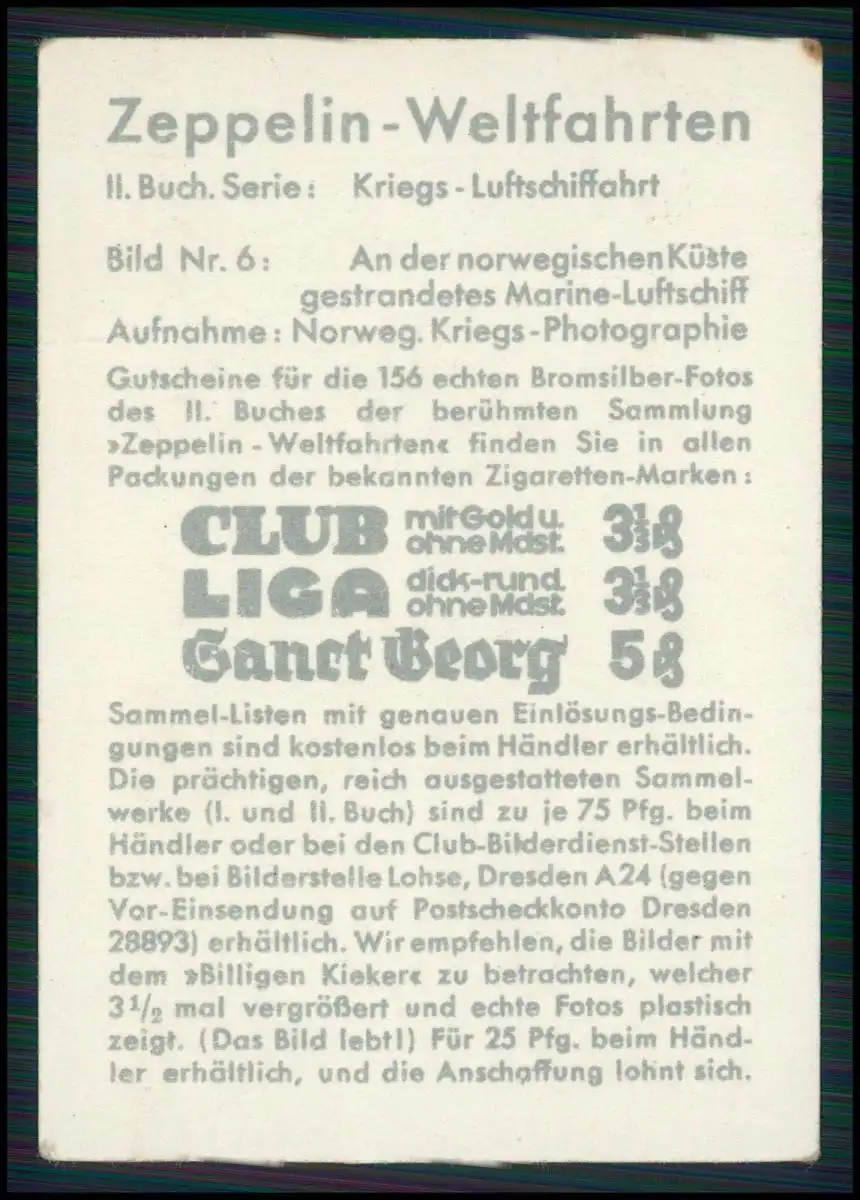 Zeppelin-Weltfahrten
II. Buch. Serie: Kriegs-Luftschiffahrt
Bild Nr. 6: An der norwegischen Küste
gestrandetes Marine-Luftschiff
Aufnahme: Norweg. Kriegs-Photographie
Gutscheine für die 156 echten Bromsilber-Fotos
des II. Buches der berühmten Sammlung
»Zeppelin-Weltfahrten« finden Sie in allen
Packungen der bekannten Zigaretten-Marken:
CLUB mit Gold u. ohne Mdst. 3 1/3 ₰
LIGA dick-rund. ohne Mdst. 3 1/3 ₰
Sanct Georg 5 ₰
Sammel-Listen mit genauen Einlösungs-Bedin-
gungen sind kostenlos beim Händler erhältlich.
Die prächtigen, reich ausgestatteten Sammel-
werke (I. und II. Buch) sind zu je 75 Pfg. beim
Händler oder bei den Club-Bilderdienst-Stellen
bzw. bei Bilderstelle Lohse, Dresden A24 (gegen
Vor-Einsendung auf Postscheckkonto Dresden
28893) erhältlich. Wir empfehlen, die Bilder mit
dem »Billigen Kieker« zu betrachten, welcher
3 1/2 mal vergrößert und echte Fotos plastisch
zeigt. (Das Bild lebt!) Für 25 Pfg. beim Händ-
ler erhältlich, und die Anschaffung lohnt sich.